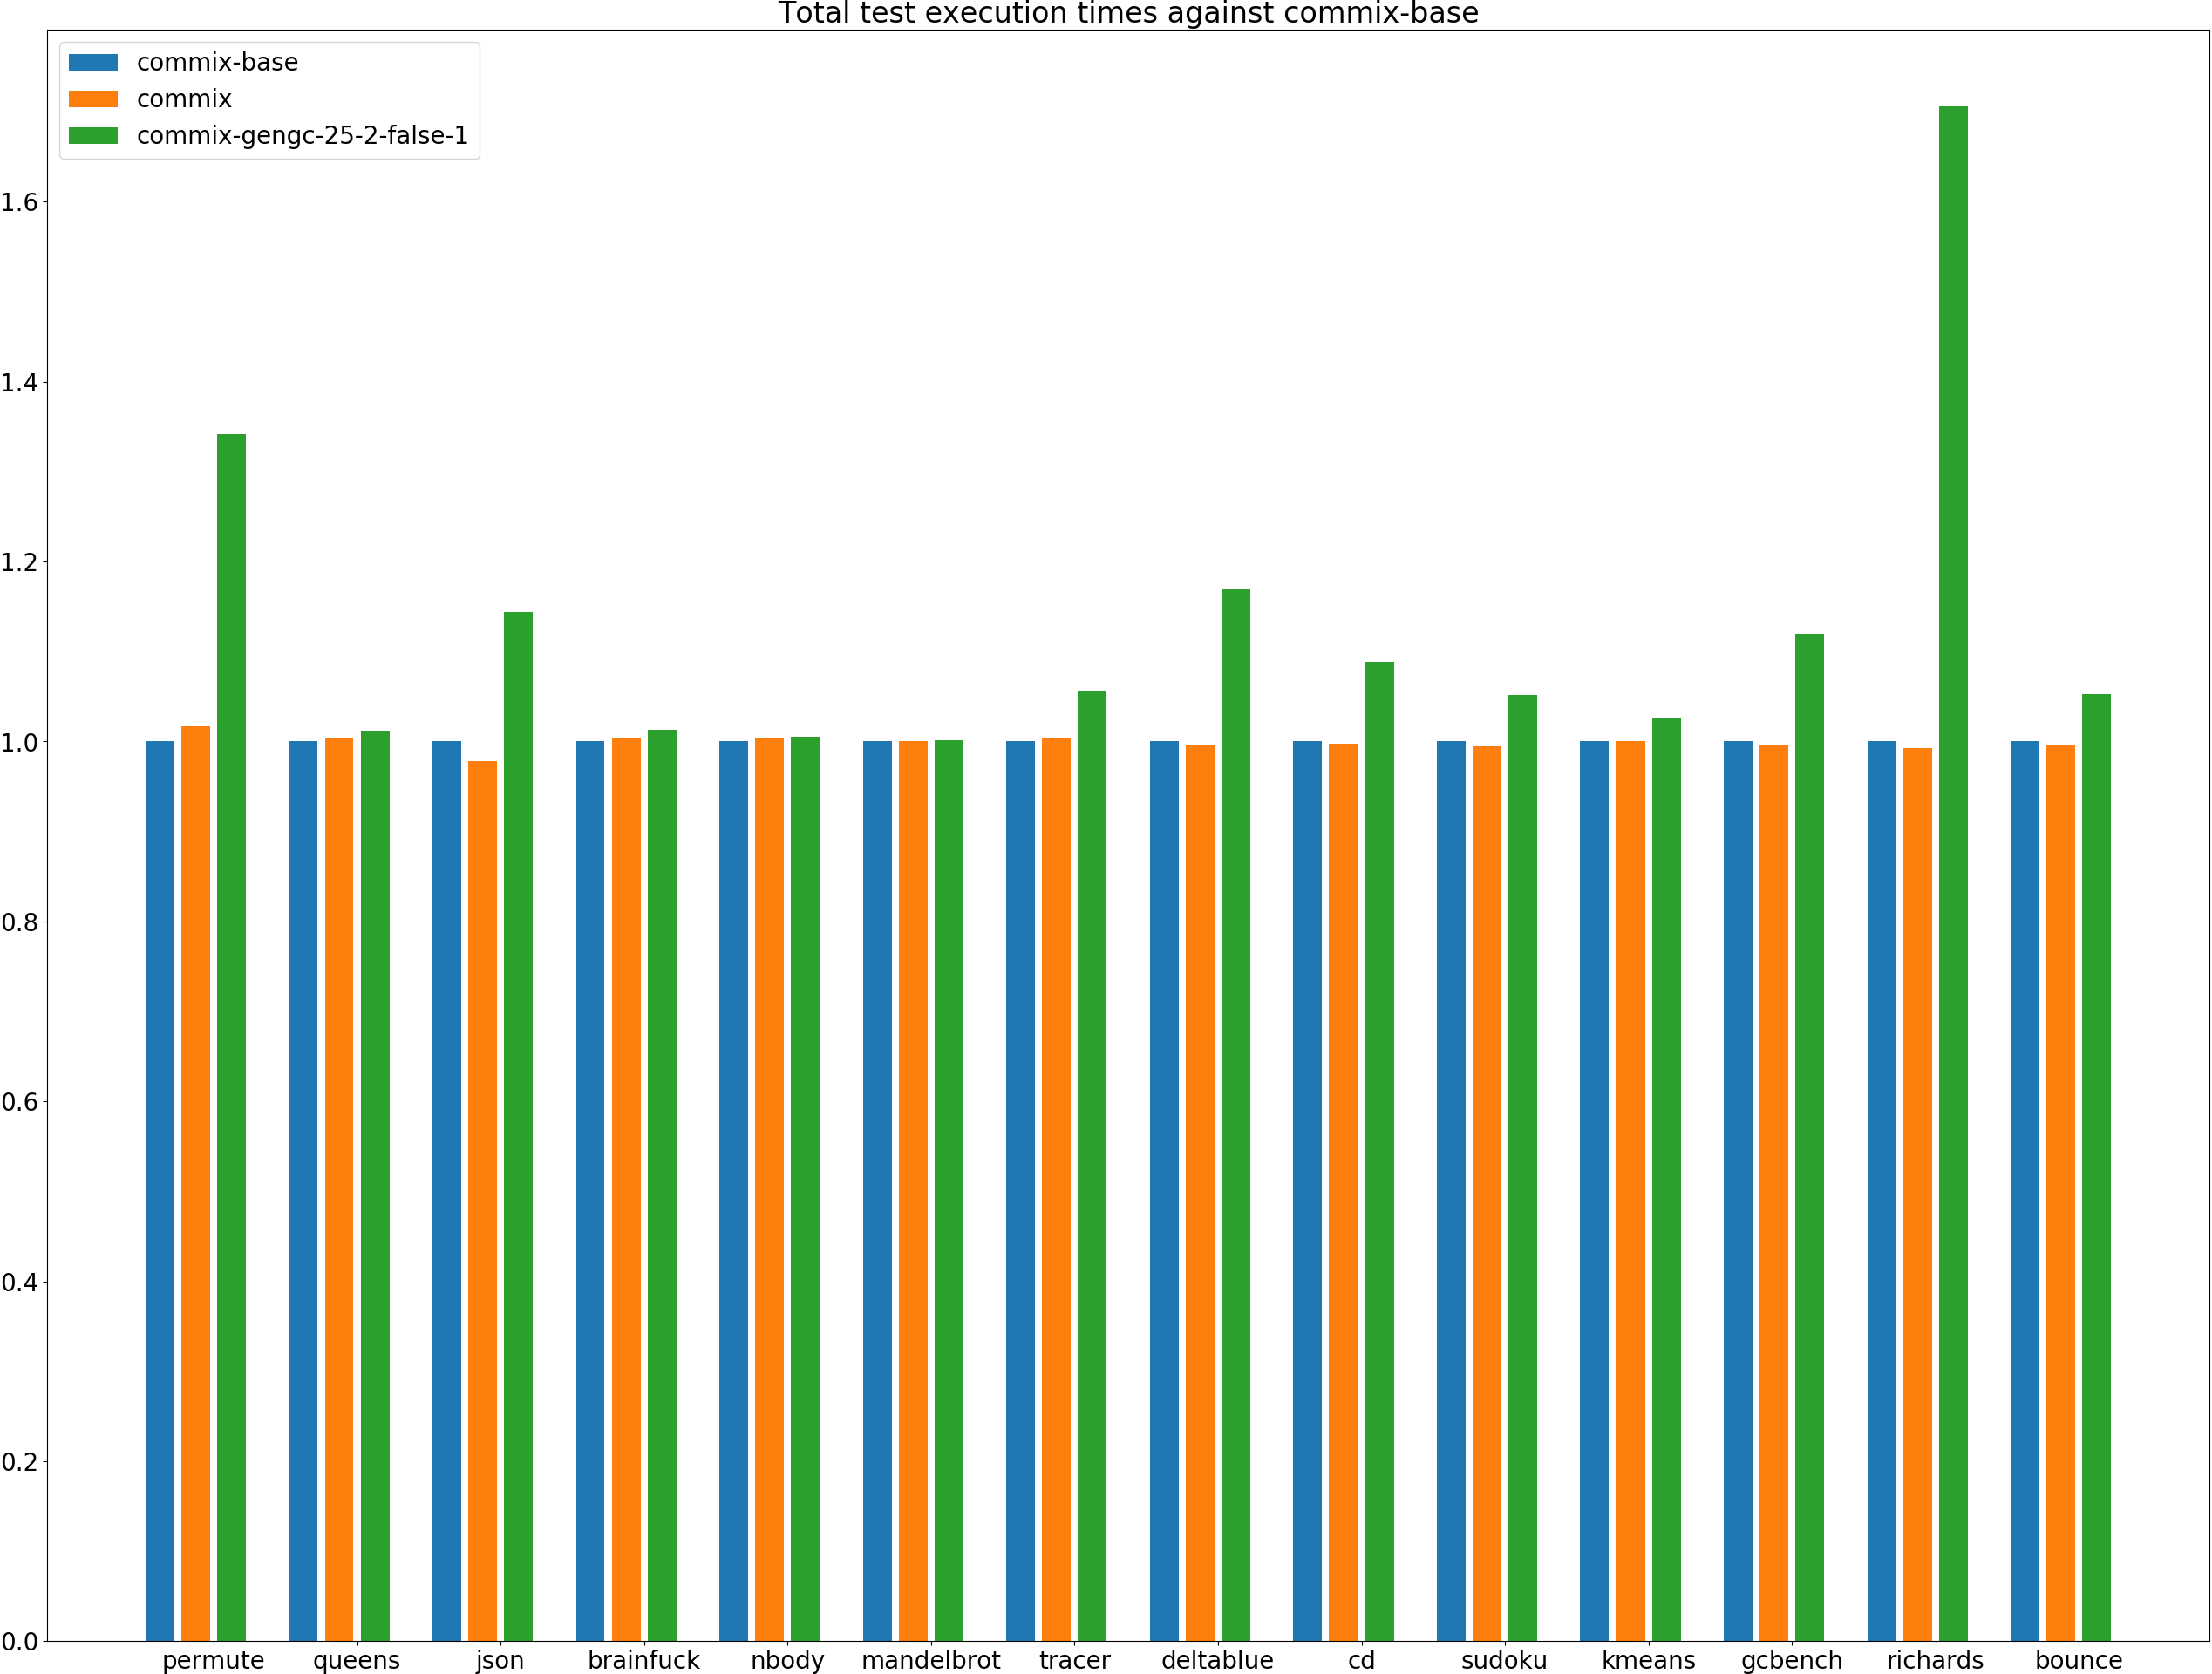 Total test execution times against commix-base
commix-base
commix
commix-gengc-25-2-false-1
1.6
1.4
1.2
1.0
0.8
0.6
0.4
0.2
0.0
permute queens json brainfuck nbody mandelbrot tracer deltablue cd sudoku kmeans gcbench richards bounce